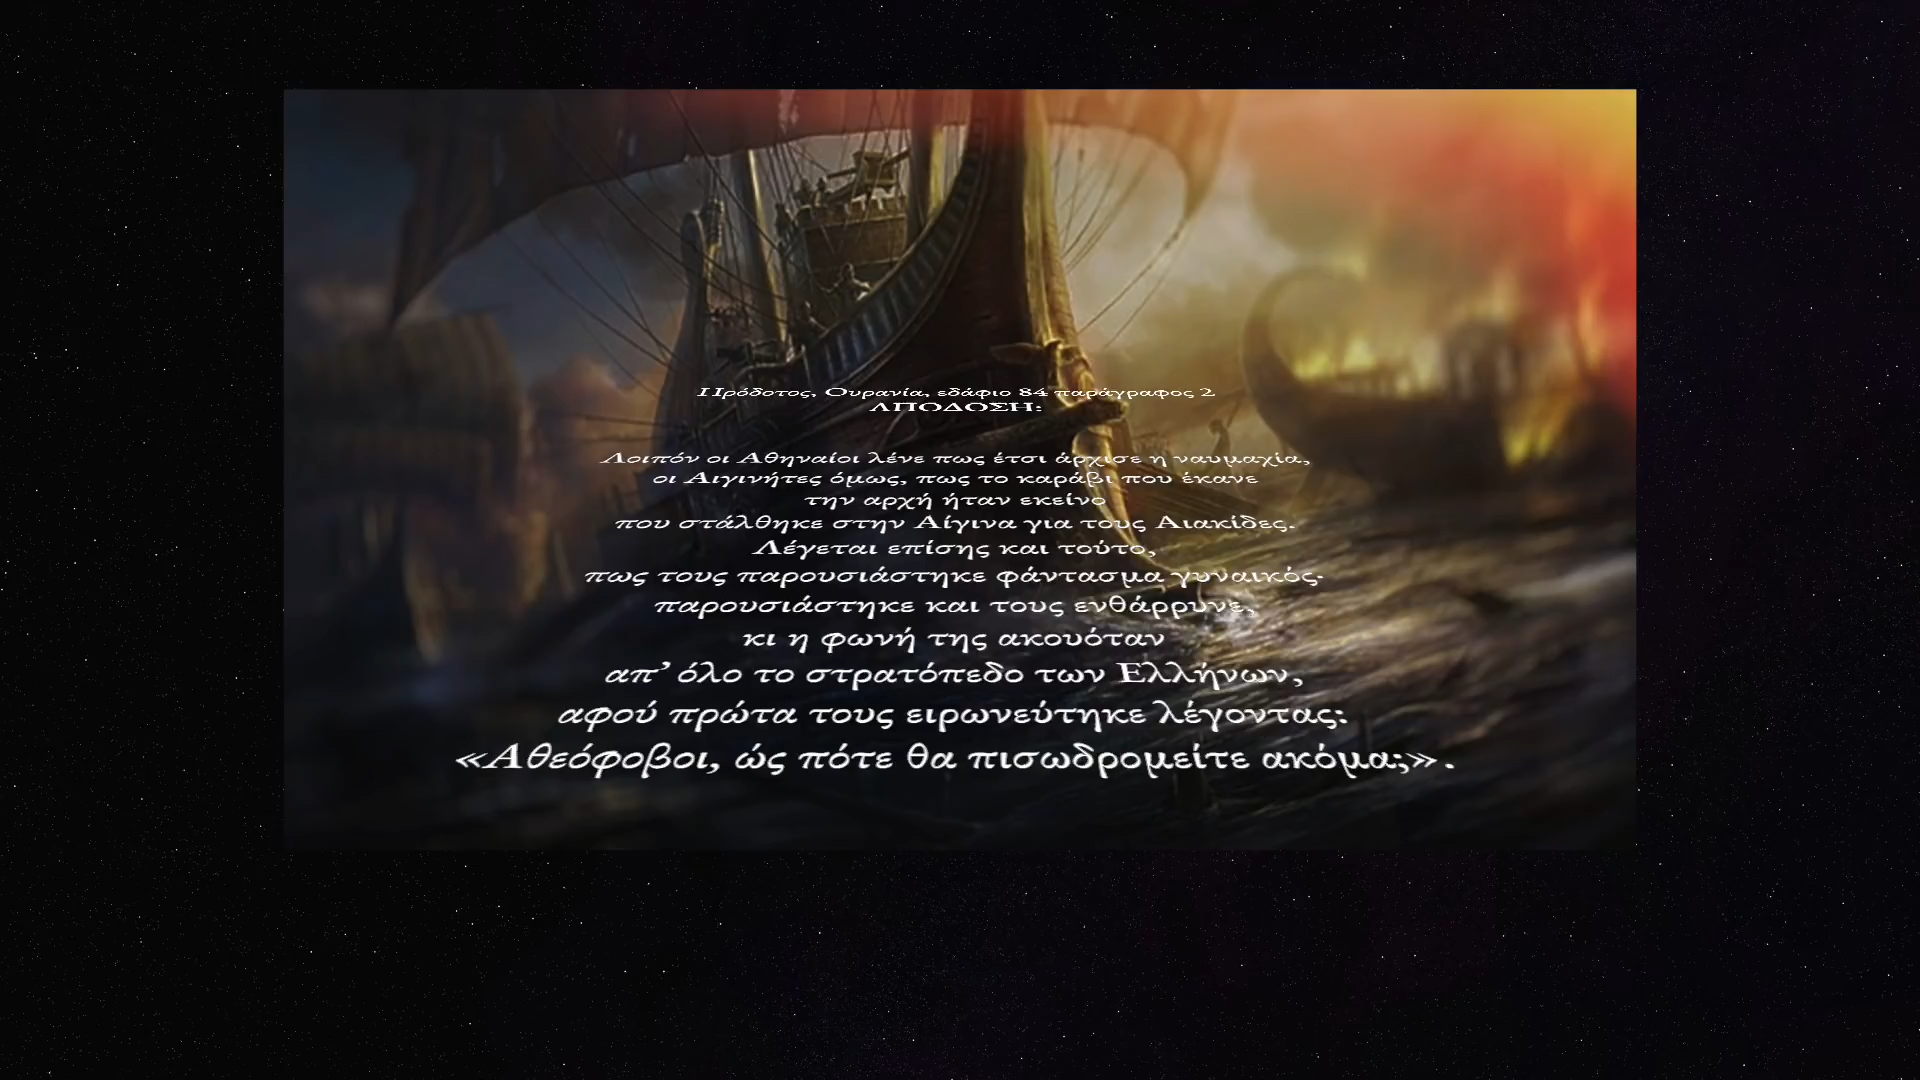 Ηρόδοτος, Ουρανία, εδάφιο 84 παράγραφος 2
ΑΠΟΔΟΣΗ:
Λοιπόν οι Αθηναίοι λένε πως έτσι άρχισε η ναυμαχία,
οι Αιγινήτες όμως, πως το καράβι που έκανε
την αρχή ήταν εκείνο
που στάλθηκε στην Αίγινα για τους Αιακίδες.
Λέγεται επίσης και τούτο,
πως τους παρουσιάστηκε φάντασμα γυναικός·
παρουσιάστηκε και τους ενθάρρυνε,
κι η φωνή της ακουόταν
απ’ όλο το στρατόπεδο των Ελλήνων,
αφού πρώτα τους ειρωνεύτηκε λέγοντας:
«Αθεόφοβοι, ώς πότε θα πισωδρομείτε ακόμα;».